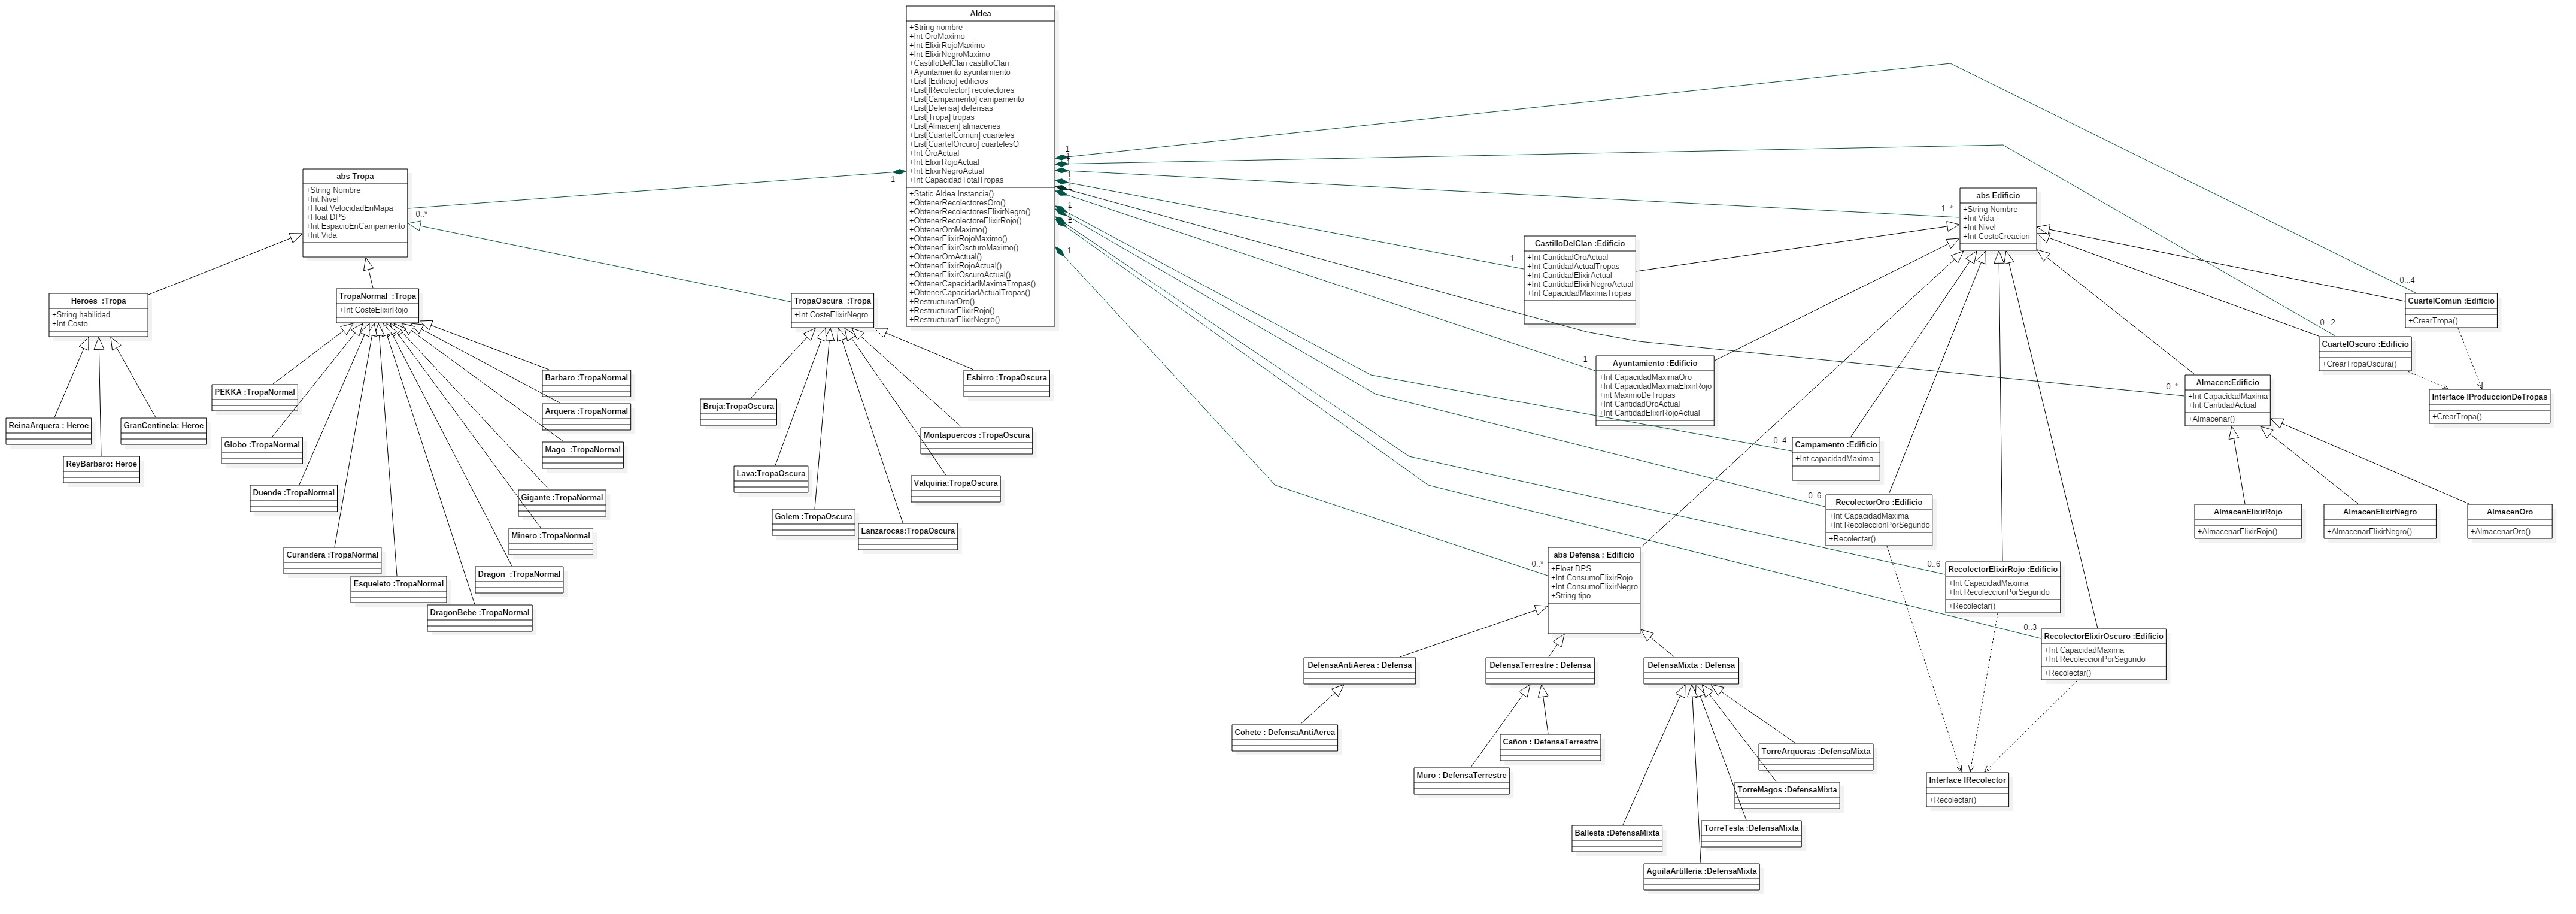 Aldea
+String nombre
+Int OroMaximo
+Int ElixirRojoMaximo
+Int ElixirNegroMaximo
+CastilloDelClan castilloClan
+Ayuntamiento ayuntamiento
+List [Edificio] edificios
+List[IRecolector] recolectores
+List[Campamento] campamento
+List[Defensa] defensas
+List[Tropa] tropas
+List[Almacen] almacenes
+List[CuartelComun] cuarteles
+List[CuartelOrcuro] cuartelesO
+Int OroActual
+Int ElixirRojoActual
+Int ElixirNegroActual
+Int CapacidadTotalTropas
+Static Aldea Instancia()
+ObtenerRecolectoresOro()
+ObtenerRecolectoresElixirNegro()
+ObtenerRecolectoreElixirRojo()
+ObtenerOroMaximo()
+ObtenerElixirRojoMaximo()
+ObtenerElixirOscturoMaximo()
+ObtenerOroActual()
+ObtenerElixirRojoActual()
+ObtenerElixirOscuroActual()
+ObtenerCapacidadMaximaTropas()
+ObtenerCapacidadActualTropas()
+RestructurarOro()
+RestructurarElixirRojo()
+RestructurarElixirNegro()
1
1
1
1
1
1
1
1
1
1
1
abs Tropa
+String Nombre
+Int Nivel
+Float VelocidadEnMapa
+Float DPS
+Int EspacioEnCampamento
+Int Vida
0..*
Heroes :Tropa
+String habilidad
+Int Costo
TropaNormal :Tropa
+Int CosteElixirRojo
TropaOscura :Tropa
+Int CosteElixirNegro
ReinaArquera : Heroe
GranCentinela: Heroe
ReyBarbaro: Heroe
PEKKA :TropaNormal
Globo :TropaNormal
Duende :TropaNormal
Curandera :TropaNormal
Esqueleto :TropaNormal
DragonBebe :TropaNormal
Dragon :TropaNormal
Minero :TropaNormal
Gigante :TropaNormal
Mago :TropaNormal
Arquera :TropaNormal
Barbaro :TropaNormal
Bruja:TropaOscura
Lava:TropaOscura
Golem :TropaOscura
Lanzarocas:TropaOscura
Valquiria:TropaOscura
Montapuercos :TropaOscura
Esbirro :TropaOscura
abs Edificio
+String Nombre
+Int Vida
+Int Nivel
+Int CostoCreacion
1..*
CastilloDelClan :Edificio
+Int CantidadOroActual
+Int CantidadActualTropas
+Int CantidadElixirActual
+Int CantidadElixirNegroActual
+Int CapacidadMaximaTropas
1
Ayuntamiento :Edificio
+Int CapacidadMaximaOro
+Int CapacidadMaximaElixirRojo
+int MaximoDeTropas
+Int CantidadOroActual
+Int CantidadElixirRojoActual
1
Campamento :Edificio
+Int capacidadMaxima
0..4
RecolectorOro :Edificio
+Int CapacidadMaxima
+Int RecoleccionPorSegundo
+Recolectar()
0..6
RecolectorElixirRojo :Edificio
+Int CapacidadMaxima
+Int RecoleccionPorSegundo
+Recolectar()
0..6
RecolectorElixirOscuro :Edificio
+Int CapacidadMaxima
+Int RecoleccionPorSegundo
+Recolectar()
0..3
Interface IRecolector
+Recolectar()
CuartelComun :Edificio
+CrearTropa()
0...4
CuartelOscuro :Edificio
+CrearTropaOscura()
0...2
Interface IProduccionDeTropas
+CrearTropa()
Almacen:Edificio
+Int CapacidadMaxima
+Int CantidadActual
+Almacenar()
0..*
AlmacenElixirRojo
+AlmacenarElixirRojo()
AlmacenElixirNegro
+AlmacenarElixirNegro()
AlmacenOro
+AlmacenarOro()
abs Defensa : Edificio
+Float DPS
+Int ConsumoElixirRojo
+Int ConsumoElixirNegro
+String tipo
0..*
DefensaAntiAerea : Defensa
DefensaTerrestre : Defensa
DefensaMixta : Defensa
Cohete : DefensaAntiAerea
Cañon : DefensaTerrestre
Muro : DefensaTerrestre
TorreArqueras :DefensaMixta
TorreMagos :DefensaMixta
TorreTesla :DefensaMixta
Ballesta :DefensaMixta
AguilaArtilleria :DefensaMixta